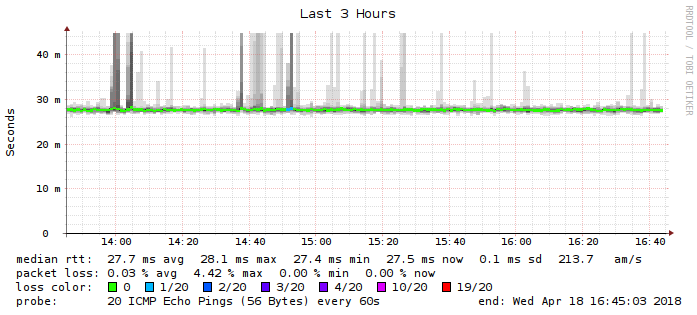 Last 3 Hours
RRDTOOL / TOBI OETIKER
Seconds
40 m
30 m
20 m
10 m
0
14:00 14:20 14:40 15:00 15:20 15:40 16:00 16:20 16:40
median rtt: 27.7 ms avg 28.1 ms max 27.4 ms min 27.5 ms now 0.1 ms sd 213.7 am/s
packet loss: 0.03 % avg 4.42 % max 0.00 % min 0.00 % now
loss color: 0 1/20 2/20 3/20 4/20 10/20 19/20
probe: 20 ICMP Echo Pings (56 Bytes) every 60s end: Wed Apr 18 16:45:03 2018